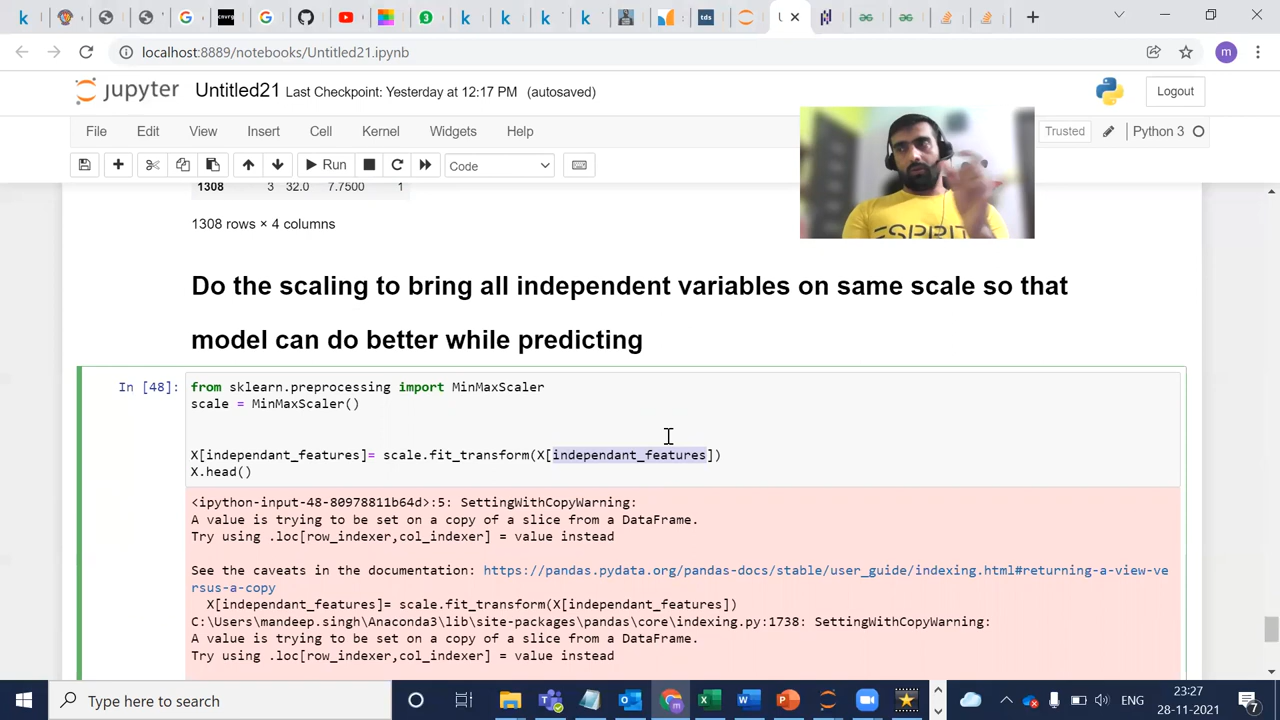 tds
localhost:8889/notebooks/Untitled21.ipynb
m
jupyter Untitled21 Last Checkpoint: Yesterday at 12:17 PM (autosaved)
Logout
File Edit View Insert Cell Kernel Widgets Help
Trusted
Python 3
Run
Code
1308 3 32.0 7.7500 1
1308 rows × 4 columns
ESPRIT
Do the scaling to bring all independent variables on same scale so that
model can do better while predicting
In [48]: from sklearn.preprocessing import MinMaxScaler
scale = MinMaxScaler()
X[independant_features]= scale.fit_transform(X[independant_features])
X.head()
<ipython-input-48-80978811b64d>:5: SettingWithCopyWarning:
A value is trying to be set on a copy of a slice from a DataFrame.
Try using .loc[row_indexer,col_indexer] = value instead
See the caveats in the documentation: https://pandas.pydata.org/pandas-docs/stable/user_guide/indexing.html#returning-a-view-ve
rsus-a-copy
X[independant_features]= scale.fit_transform(X[independant_features])
C:\Users\mandeep.singh\Anaconda3\lib\site-packages\pandas\core\indexing.py:1738: SettingWithCopyWarning:
A value is trying to be set on a copy of a slice from a DataFrame.
Try using .loc[row_indexer,col_indexer] = value instead
Type here to search
ENG
23:27
28-11-2021
7